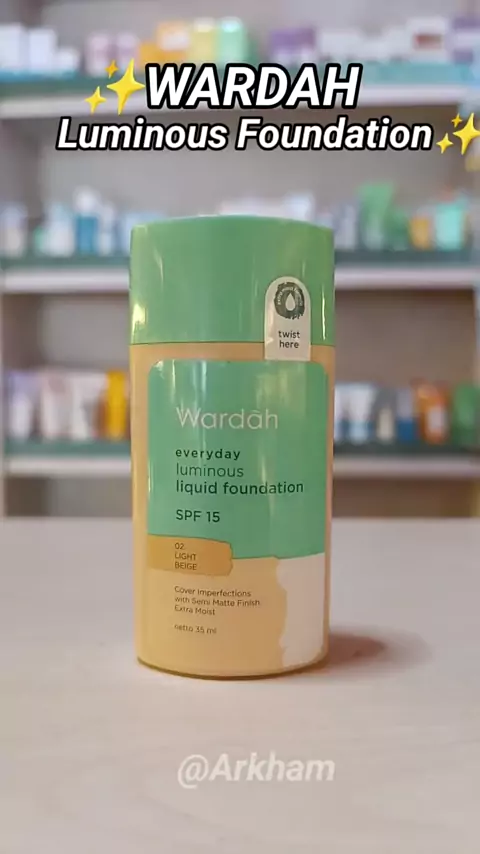 ✨WARDAH
Luminous Foundation✨
twist
here
Wardah
everyday
luminous
liquid foundation
SPF 15
02
LIGHT
BEIGE
Cover Imperfections
with Semi Matte Finish
Extra Moist
netto 35 ml
@Arkham